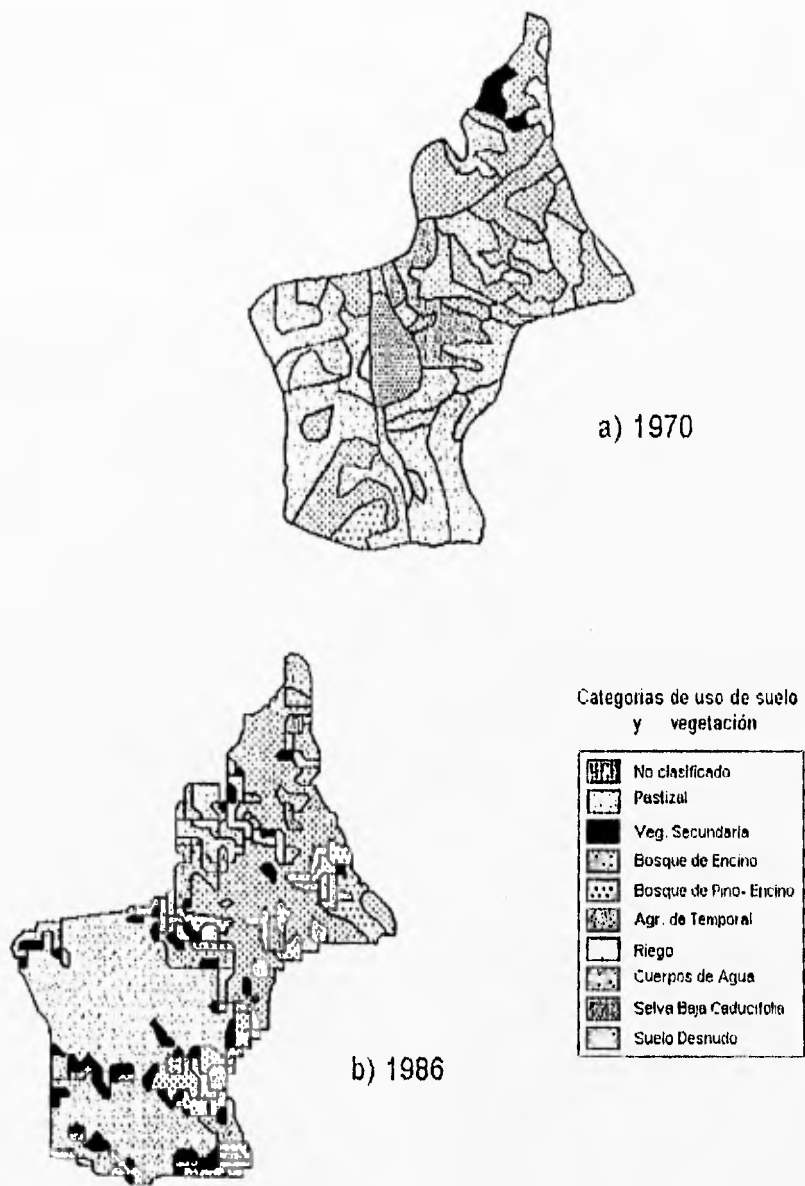 a) 1970
b) 1986
Categorias de uso de suelo
y vegetación
No clasificado
Pastizal
Veg. Secundaria
Bosque de Encino
Bosque de Pino-Encino
Agr. de Temporal
Riego
Cuerpos de Agua
Selva Baja Caducifolia
Suelo Desnudo